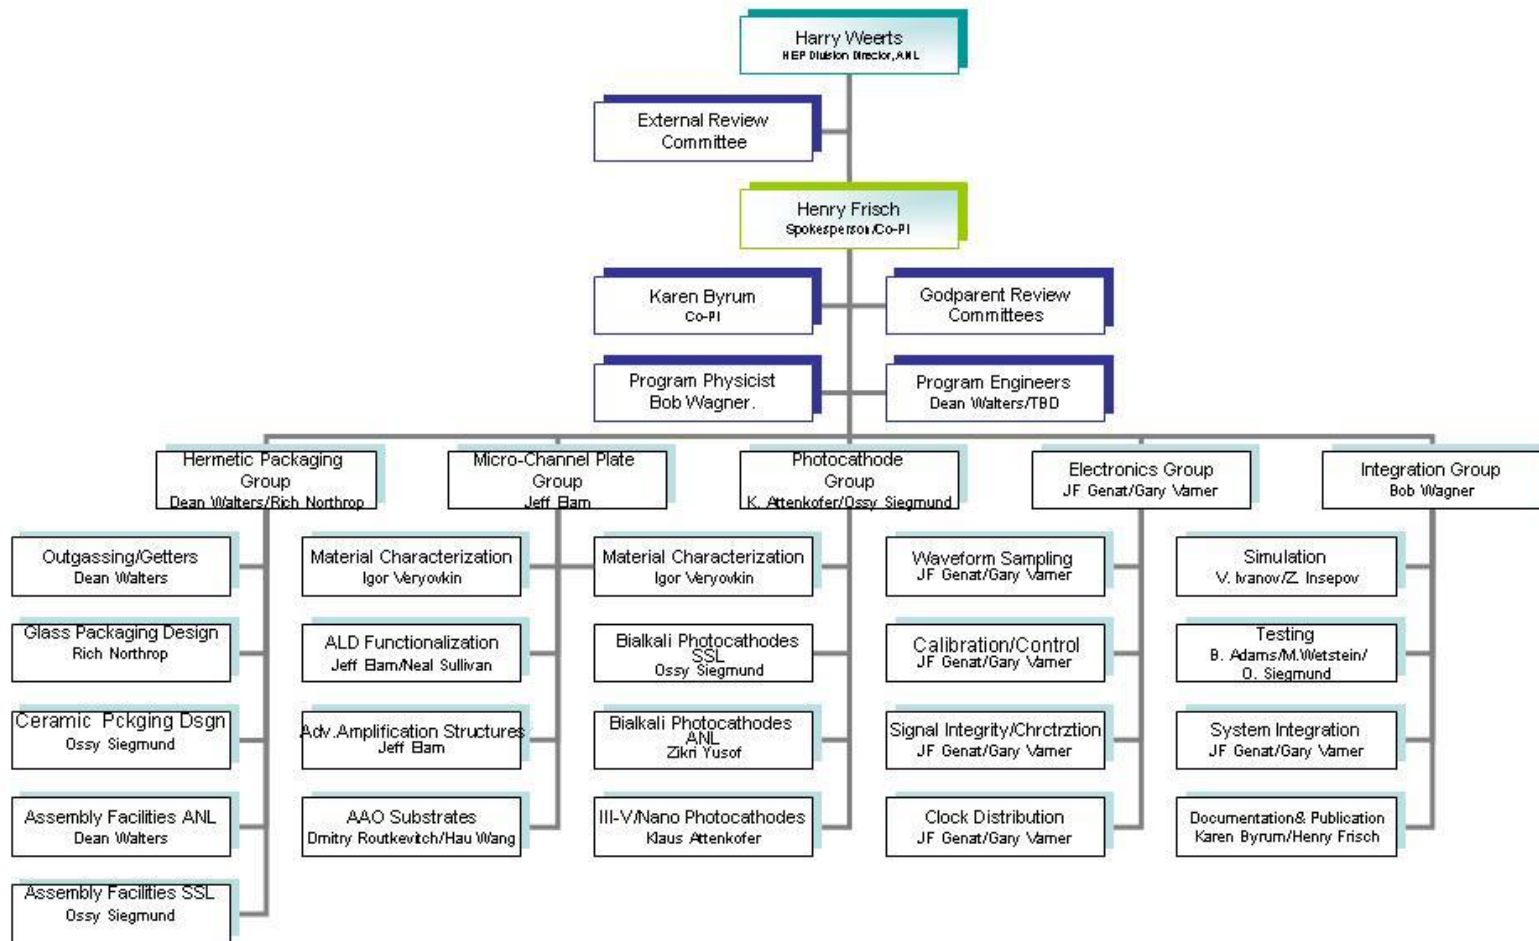 Harry Weerts
HEP Division Director, ANL
External Review
Committee
Henry Frisch
Spokesperson/Co-PI
Karen Byrum
Co-PI
Godparent Review
Committees
Program Physicist
Bob Wagner.
Program Engineers
Dean Walters/TBD
Hermetic Packaging
Group
Dean Walters/Rich Northrop
Micro-Channel Plate
Group
Jeff Elam
Photocathode
Group
K. Attenkofer/Ossy Siegmund
Electronics Group
JF Genat/Gary Varner
Integration Group
Bob Wagner
Outgassing/Getters
Dean Walters
Material Characterization
Igor Veryovkin
Material Characterization
Igor Veryovkin
Waveform Sampling
JF Genat/Gary Varner
Simulation
V. Ivanov/Z. Insepov
Glass Packaging Design
Rich Northrop
ALD Functionalization
Jeff Elam/Neal Sullivan
Bialkali Photocathodes
SSL
Ossy Siegmund
Calibration/Control
JF Genat/Gary Varner
Testing
B. Adams/M.Wetstein/
O. Siegmund
Ceramic Pckging Dsgn
Ossy Siegmund
Adv.Amplification Structures
Jeff Elam
Bialkali Photocathodes
ANL
Zikri Yusof
Signal Integrity/Chrctrztion
JF Genat/Gary Varner
System Integration
JF Genat/Gary Varner
Assembly Facilities ANL
Dean Walters
AAO Substrates
Dmitry Routkevitch/Hau Wang
III-V/Nano Photocathodes
Klaus Attenkofer
Clock Distribution
JF Genat/Gary Varner
Documentation& Publication
Karen Byrum/Henry Frisch
Assembly Facilities SSL
Ossy Siegmund